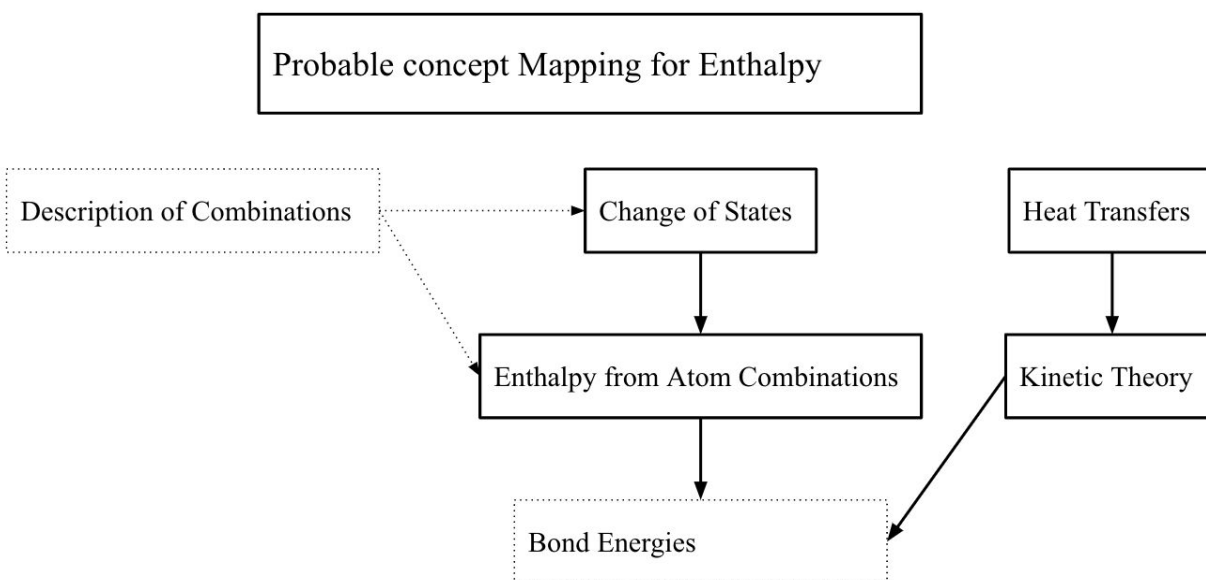 Probable concept Mapping for Enthalpy
Description of Combinations
Change of States
Heat Transfers
Enthalpy from Atom Combinations
Kinetic Theory
Bond Energies